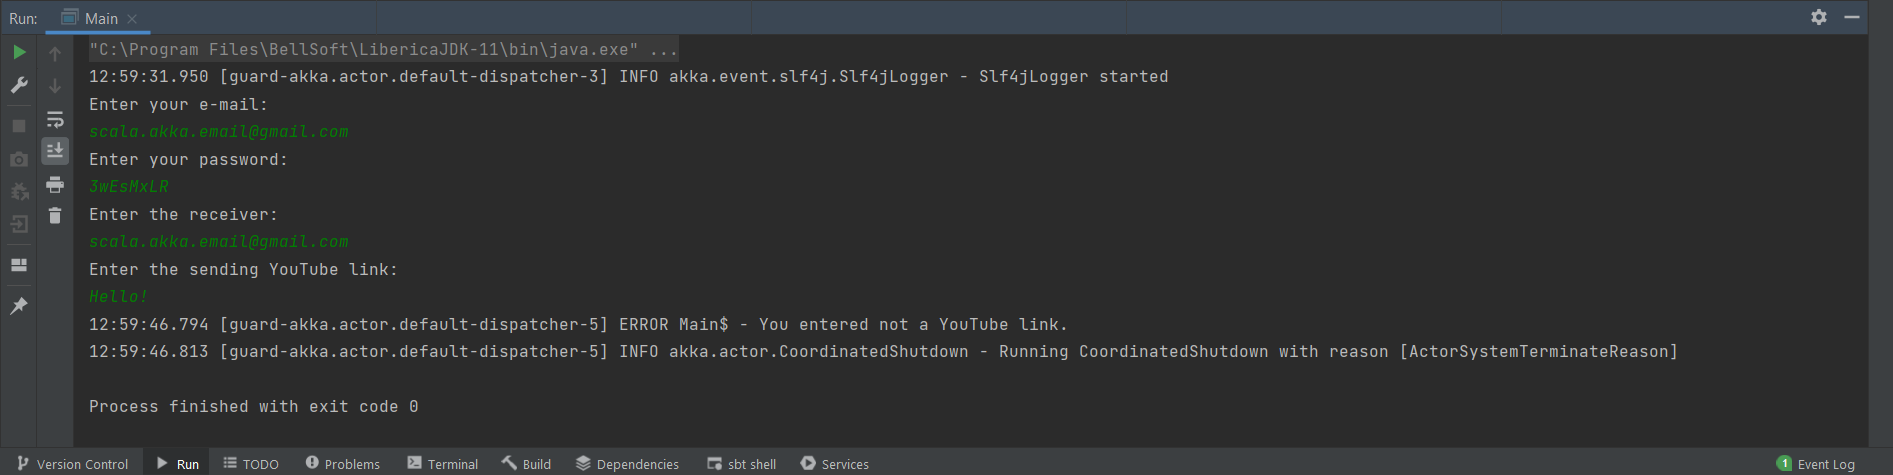 Run: Main
"C:\Program Files\BellSoft\LibericaJDK-11\bin\java.exe" ...
12:59:31.950 [guard-akka.actor.default-dispatcher-3] INFO akka.event.slf4j.Slf4jLogger - Slf4jLogger started
Enter your e-mail:
scala.akka.email@gmail.com
Enter your password:
3wEsMxLR
Enter the receiver:
scala.akka.email@gmail.com
Enter the sending YouTube link:
Hello!
12:59:46.794 [guard-akka.actor.default-dispatcher-5] ERROR Main$ - You entered not a YouTube link.
12:59:46.813 [guard-akka.actor.default-dispatcher-5] INFO akka.actor.CoordinatedShutdown - Running CoordinatedShutdown with reason [ActorSystemTerminateReason]
Process finished with exit code 0
Version Control Run TODO Problems Terminal Build Dependencies sbt shell Services 1 Event Log